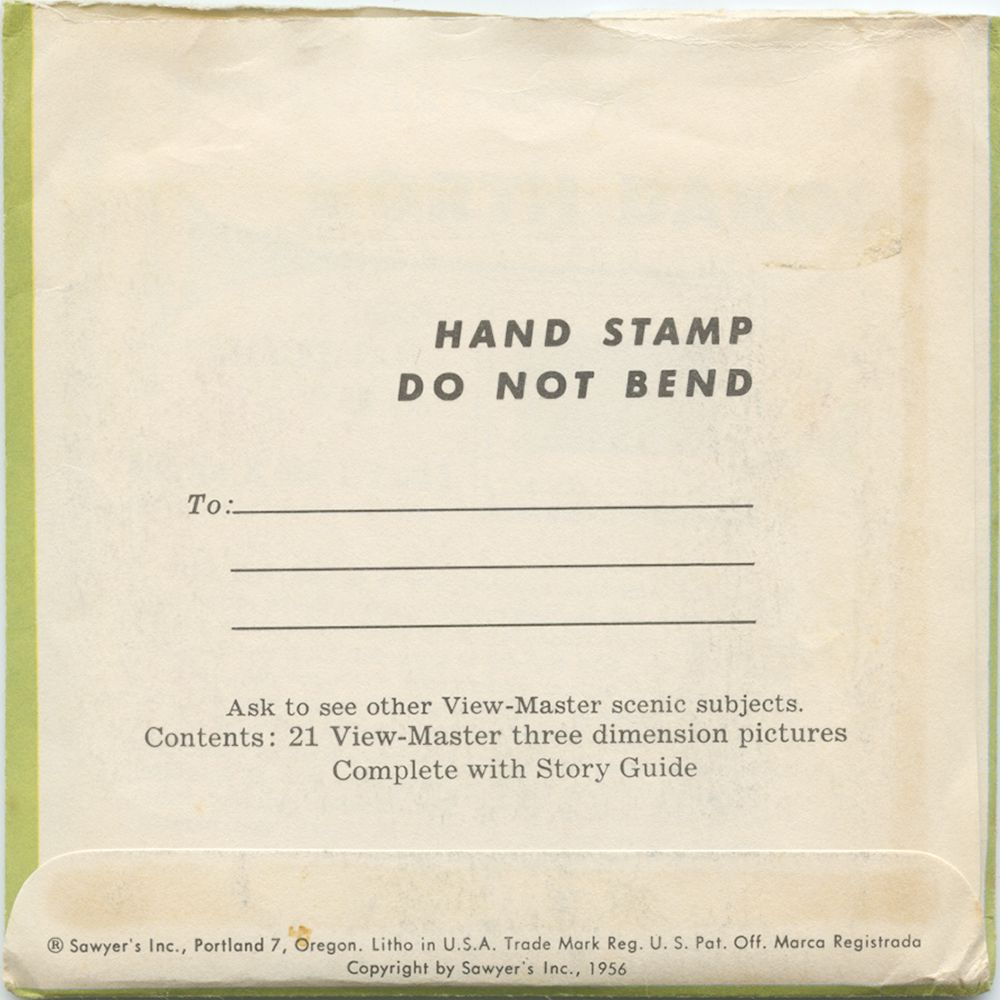 HAND STAMP
DO NOT BEND
To:
Ask to see other View-Master scenic subjects.
Contents: 21 View-Master three dimension pictures
Complete with Story Guide
® Sawyer's Inc., Portland 7, Oregon. Litho in U.S.A. Trade Mark Reg. U. S. Pat. Off. Marca Registrada
Copyright by Sawyer's Inc., 1956